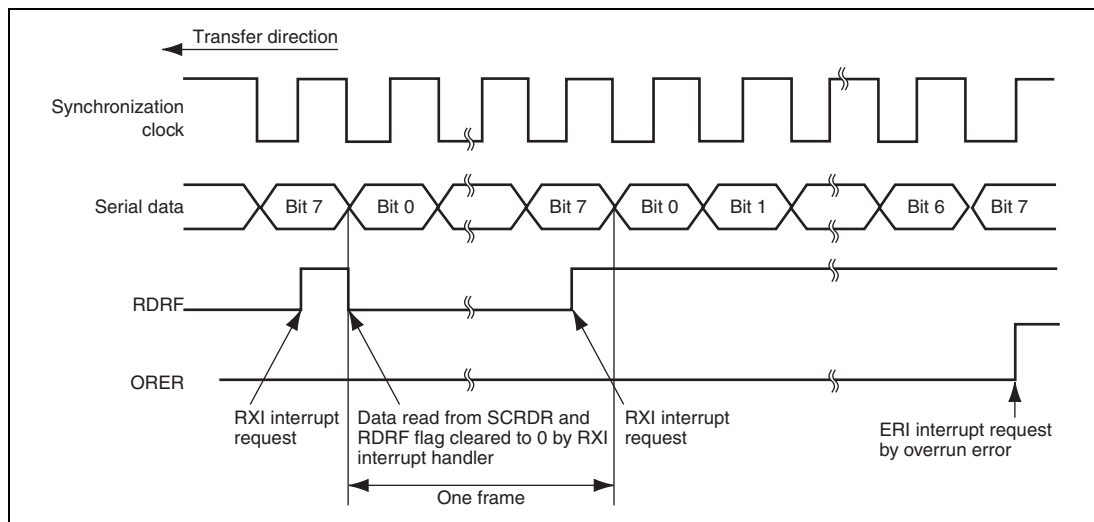 Transfer direction
Synchronization
clock
Serial data
Bit 7
Bit 0
Bit 7
Bit 0
Bit 1
Bit 6
Bit 7
RDRF
ORER
RXI interrupt
request
Data read from SCRDR and
RDRF flag cleared to 0 by RXI
interrupt handler
RXI interrupt
request
ERI interrupt request
by overrun error
One frame